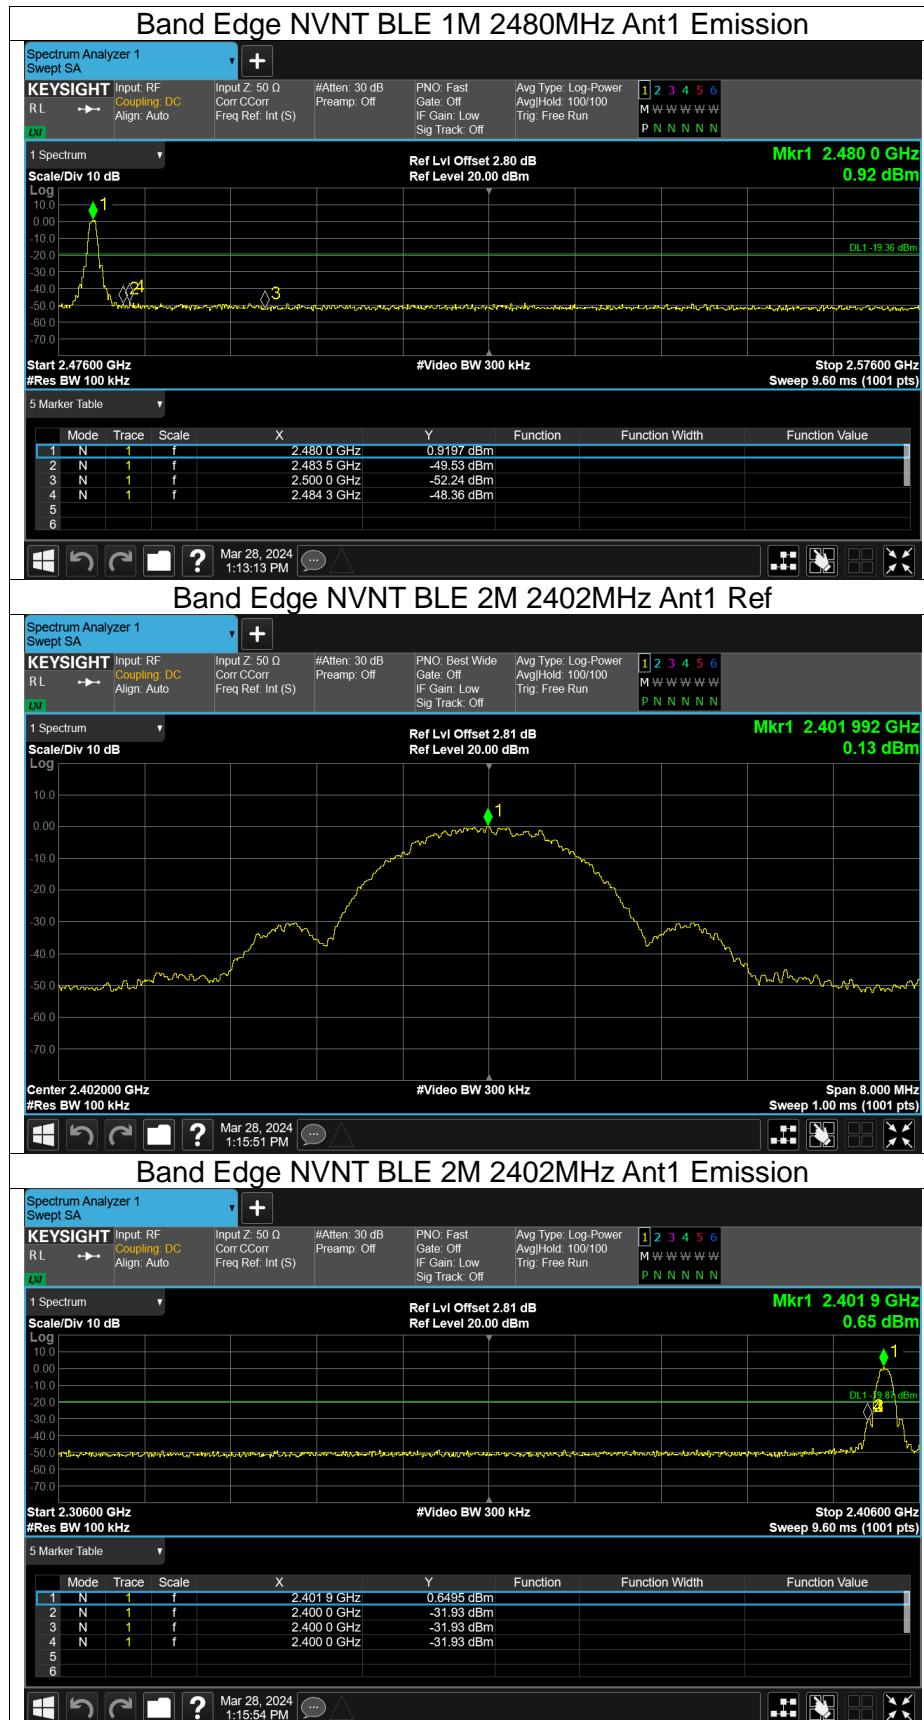 Band Edge NVNT BLE 1M 2480MHz Ant1 Emission
Spectrum Analyzer 1
Swept SA
KEYSIGHT Input: RF Input Z: 50 Ω #Atten: 30 dB PNO: Fast Avg Type: Log-Power 1 2 3 4 5 6
RL Coupling: DC Corr CCorr Preamp: Off Gate: Off Avg|Hold: 100/100 M W W W W W
Align: Auto Freq Ref: Int (S) IF Gain: Low Trig: Free Run
LXI Sig Track: Off P N N N N N
1 Spectrum Ref Lvl Offset 2.80 dB Mkr1 2.480 0 GHz
Scale/Div 10 dB Ref Level 20.00 dBm 0.92 dBm
Log
10.0 1
0.00
-10.0
DL1 -19.36 dBm
-20.0
-30.0
-40.0 2 4 3
-50.0
-60.0
-70.0
Start 2.47600 GHz #Video BW 300 kHz Stop 2.57600 GHz
#Res BW 100 kHz Sweep 9.60 ms (1001 pts)
5 Marker Table
Mode Trace Scale X Y Function Function Width Function Value
1 N 1 f 2.480 0 GHz 0.9197 dBm
2 N 1 f 2.483 5 GHz -49.53 dBm
3 N 1 f 2.500 0 GHz -52.24 dBm
4 N 1 f 2.484 3 GHz -48.36 dBm
5
6
? Mar 28, 2024
1:13:13 PM
Band Edge NVNT BLE 2M 2402MHz Ant1 Ref
Spectrum Analyzer 1
Swept SA
KEYSIGHT Input: RF Input Z: 50 Ω #Atten: 30 dB PNO: Best Wide Avg Type: Log-Power 1 2 3 4 5 6
RL Coupling: DC Corr CCorr Preamp: Off Gate: Off Avg|Hold: 100/100 M W W W W W
Align: Auto Freq Ref: Int (S) IF Gain: Low Trig: Free Run
LXI Sig Track: Off P N N N N N
1 Spectrum Ref Lvl Offset 2.81 dB Mkr1 2.401 992 GHz
Scale/Div 10 dB Ref Level 20.00 dBm 0.13 dBm
Log
10.0
1
0.00
-10.0
-20.0
-30.0
-40.0
-50.0
-60.0
-70.0
Center 2.402000 GHz #Video BW 300 kHz Span 8.000 MHz
#Res BW 100 kHz Sweep 1.00 ms (1001 pts)
? Mar 28, 2024
1:15:51 PM
Band Edge NVNT BLE 2M 2402MHz Ant1 Emission
Spectrum Analyzer 1
Swept SA
KEYSIGHT Input: RF Input Z: 50 Ω #Atten: 30 dB PNO: Fast Avg Type: Log-Power 1 2 3 4 5 6
RL Coupling: DC Corr CCorr Preamp: Off Gate: Off Avg|Hold: 100/100 M W W W W W
Align: Auto Freq Ref: Int (S) IF Gain: Low Trig: Free Run
LXI Sig Track: Off P N N N N N
1 Spectrum Ref Lvl Offset 2.81 dB Mkr1 2.401 9 GHz
Scale/Div 10 dB Ref Level 20.00 dBm 0.65 dBm
Log
10.0 1
0.00
-10.0
DL1 -19.87 dBm
-20.0
-30.0
-40.0
-50.0
-60.0
-70.0
Start 2.30600 GHz #Video BW 300 kHz Stop 2.40600 GHz
#Res BW 100 kHz Sweep 9.60 ms (1001 pts)
5 Marker Table
Mode Trace Scale X Y Function Function Width Function Value
1 N 1 f 2.401 9 GHz 0.6495 dBm
2 N 1 f 2.400 0 GHz -31.93 dBm
3 N 1 f 2.400 0 GHz -31.93 dBm
4 N 1 f 2.400 0 GHz -31.93 dBm
5
6
? Mar 28, 2024
1:15:54 PM